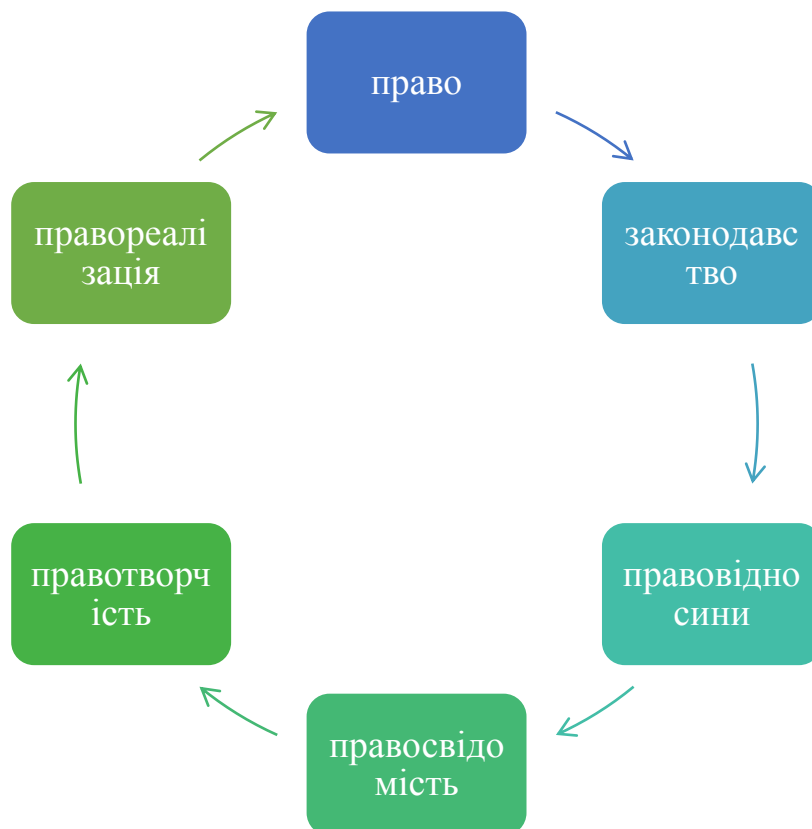 право
законодавс
тво
правовідно
сини
правосвідо
мість
правотворч
ість
правореалі
зація